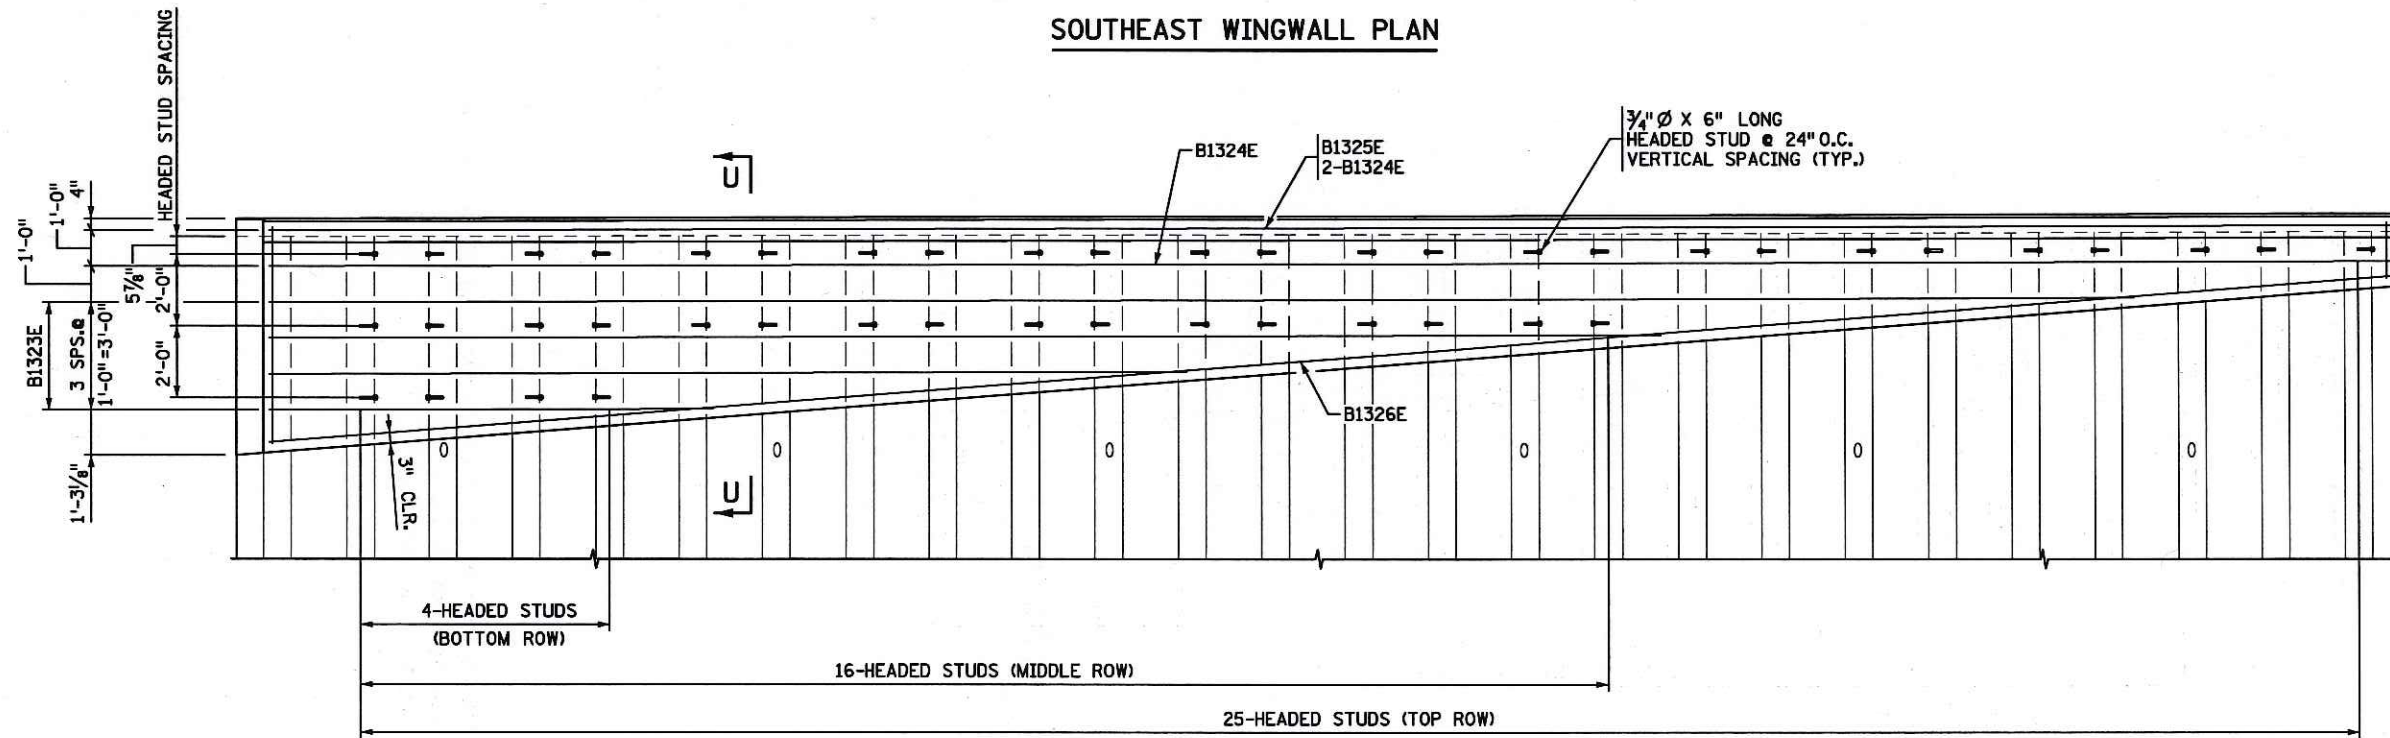 SOUTHEAST WINGWALL PLAN
HEADED STUD SPACING
4"
1'-0"
1'-0"
5⅞"
2'-0"
2'-0"
B1323E
3 SPS.@
1'-0"=3'-0"
1'-3⅛"
U
U
B1324E
B1325E
2-B1324E
¾"Ø X 6" LONG
HEADED STUD @ 24" O.C.
VERTICAL SPACING (TYP.)
B1326E
3" CLR.
4-HEADED STUDS
(BOTTOM ROW)
16-HEADED STUDS (MIDDLE ROW)
25-HEADED STUDS (TOP ROW)